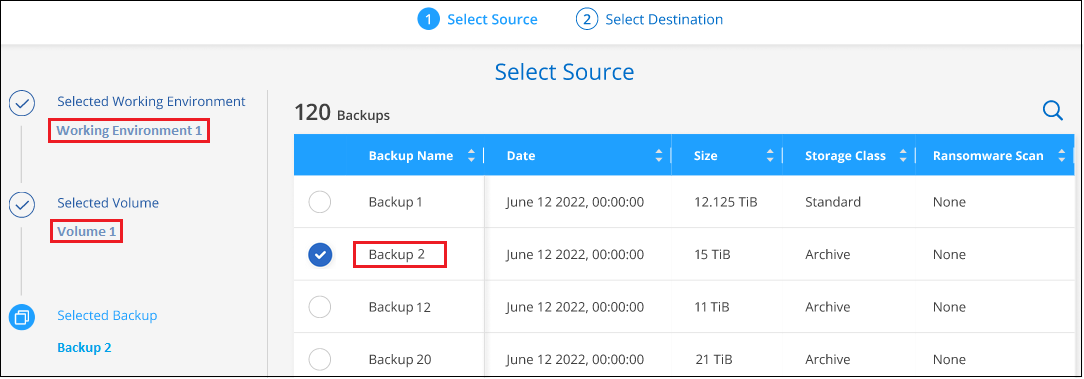 1 Select Source 2 Select Destination
Select Source
Selected Working Environment
Working Environment 1
Selected Volume
Volume 1
Selected Backup
Backup 2
120 Backups
Backup Name Date Size Storage Class Ransomware Scan
Backup 1 June 12 2022, 00:00:00 12.125 TiB Standard None
Backup 2 June 12 2022, 00:00:00 15 TiB Archive None
Backup 12 June 12 2022, 00:00:00 11 TiB Archive None
Backup 20 June 12 2022, 00:00:00 21 TiB Archive None